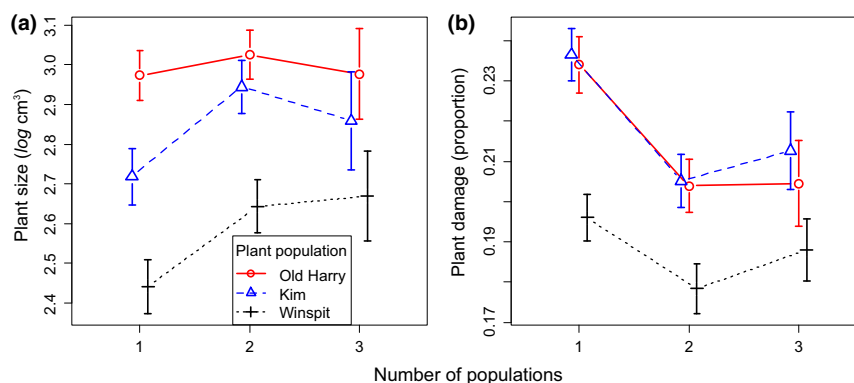 (a)
Plant size (log cm³)
3.1
3.0
2.9
2.8
2.7
2.6
2.5
2.4
Plant population
Old Harry
Kim
Winspit
1 2 3
(b)
Plant damage (proportion)
0.23
0.21
0.19
0.17
1 2 3
Number of populations